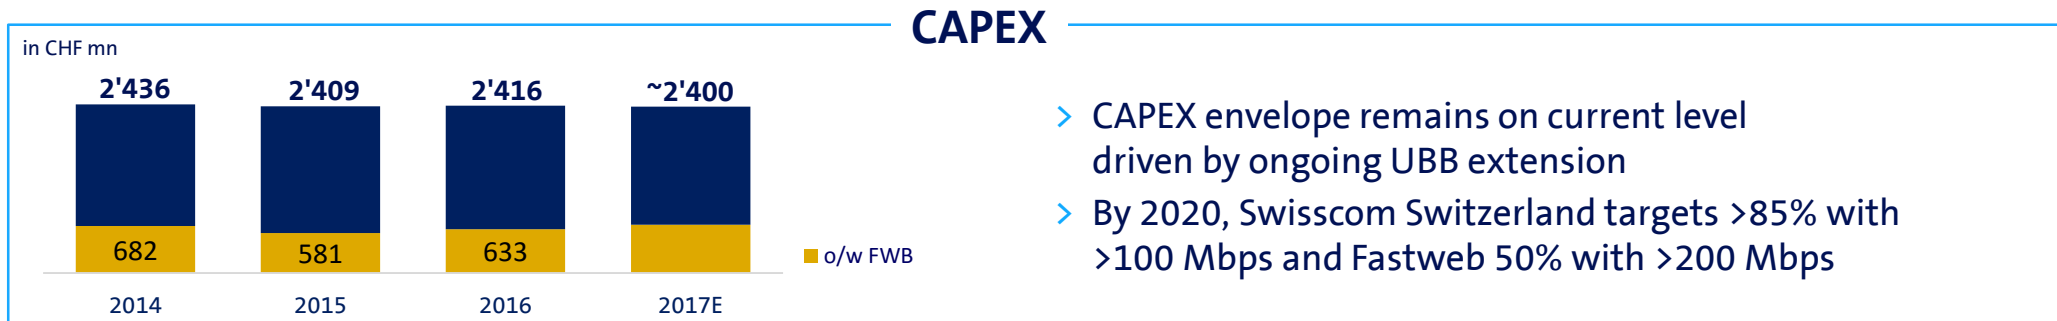 CAPEX
in CHF mn
2'436 2'409 2'416 ~2'400
682 581 633
o/w FWB
2014 2015 2016 2017E
> CAPEX envelope remains on current level
driven by ongoing UBB extension
> By 2020, Swisscom Switzerland targets >85% with
>100 Mbps and Fastweb 50% with >200 Mbps